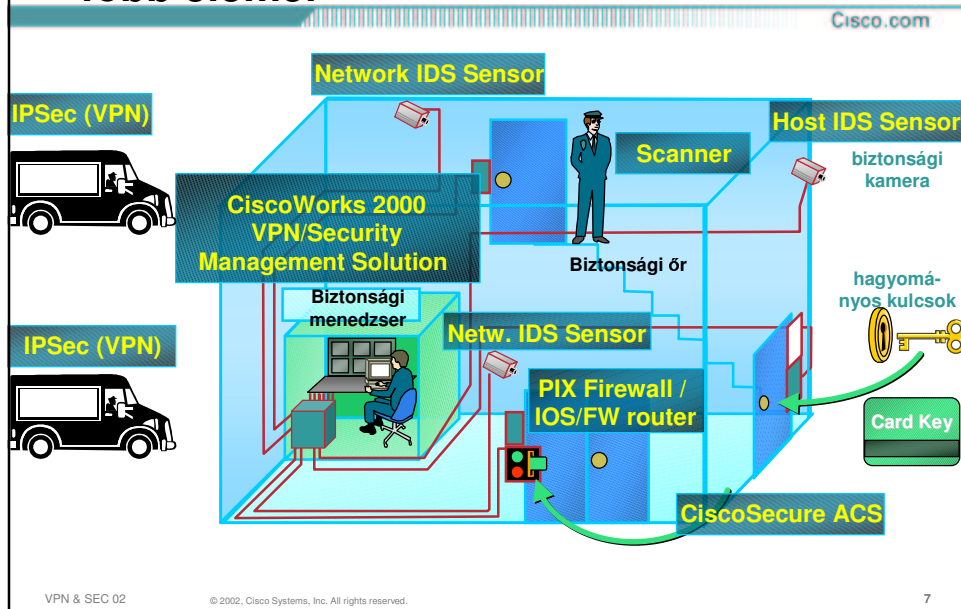 Cisco.com
Network IDS Sensor
IPSec (VPN)
Host IDS Sensor
Scanner
biztonsági
kamera
CiscoWorks 2000
VPN/Security
Management Solution
Biztonsági őr
Biztonsági
menedzser
hagyomá-
nyos kulcsok
Netw. IDS Sensor
IPSec (VPN)
PIX Firewall /
IOS/FW router
Card Key
CiscoSecure ACS
VPN & SEC 02
© 2002, Cisco Systems, Inc. All rights reserved.
7